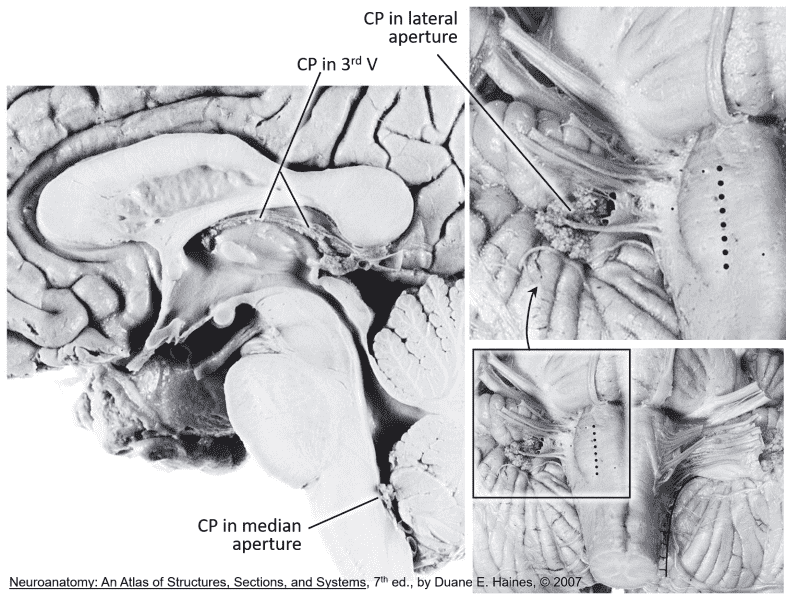 CP in lateral
aperture
CP in 3rd V
CP in median
aperture
Neuroanatomy: An Atlas of Structures, Sections, and Systems, 7th ed., by Duane E. Haines, © 2007